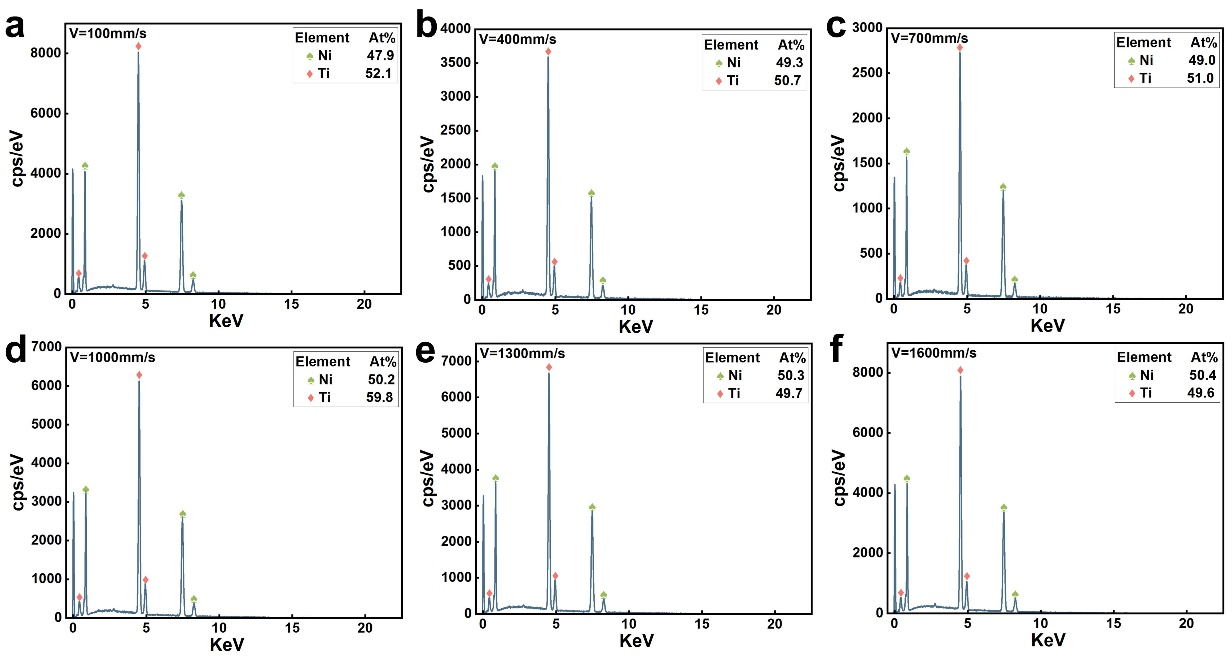 a
V=100mm/s
Element At%
Ni 47.9
Ti 52.1
8000
6000
4000
2000
0
cps/eV
0 5 10 15 20
KeV
b
V=400mm/s
Element At%
Ni 49.3
Ti 50.7
4000
3500
3000
2500
2000
1500
1000
500
0
cps/eV
0 5 10 15 20
KeV
c
V=700mm/s
Element At%
Ni 49.0
Ti 51.0
3000
2500
2000
1500
1000
500
0
cps/eV
0 5 10 15 20
KeV
d
V=1000mm/s
Element At%
Ni 50.2
Ti 59.8
7000
6000
5000
4000
3000
2000
1000
0
cps/eV
0 5 10 15 20
KeV
e
V=1300mm/s
Element At%
Ni 50.3
Ti 49.7
7000
6000
5000
4000
3000
2000
1000
0
cps/eV
0 5 10 15 20
KeV
f
V=1600mm/s
Element At%
Ni 50.4
Ti 49.6
8000
6000
4000
2000
0
cps/eV
0 5 10 15 20
KeV